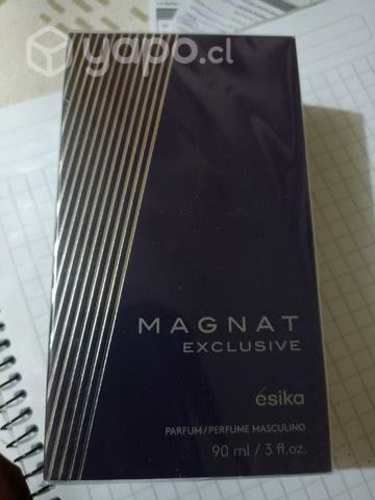 yapo.cl
MAGNAT
EXCLUSIVE
ésika
PARFUM/PERFUME MASCULINO
90 ml / 3 fl.oz.